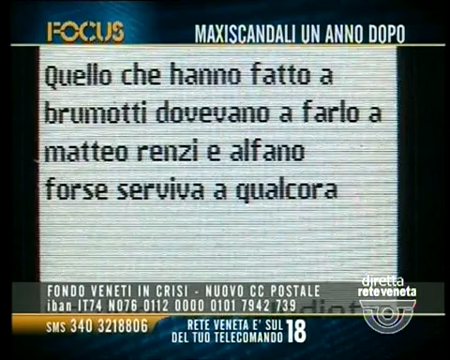 FOCUS
MAXISCANDALI UN ANNO DOPO
Quello che hanno fatto a
brumotti dovevano a farlo a
matteo renzi e alfano
forse serviva a qualcora
FONDO VENETI IN CRISI - NUOVO CC POSTALE
iban IT74 N076 0112 0000 0101 7942 739
diretta
reteveneta
SMS 340 3218806
RETE VENETA E' SUL
DEL TUO TELECOMANDO 18